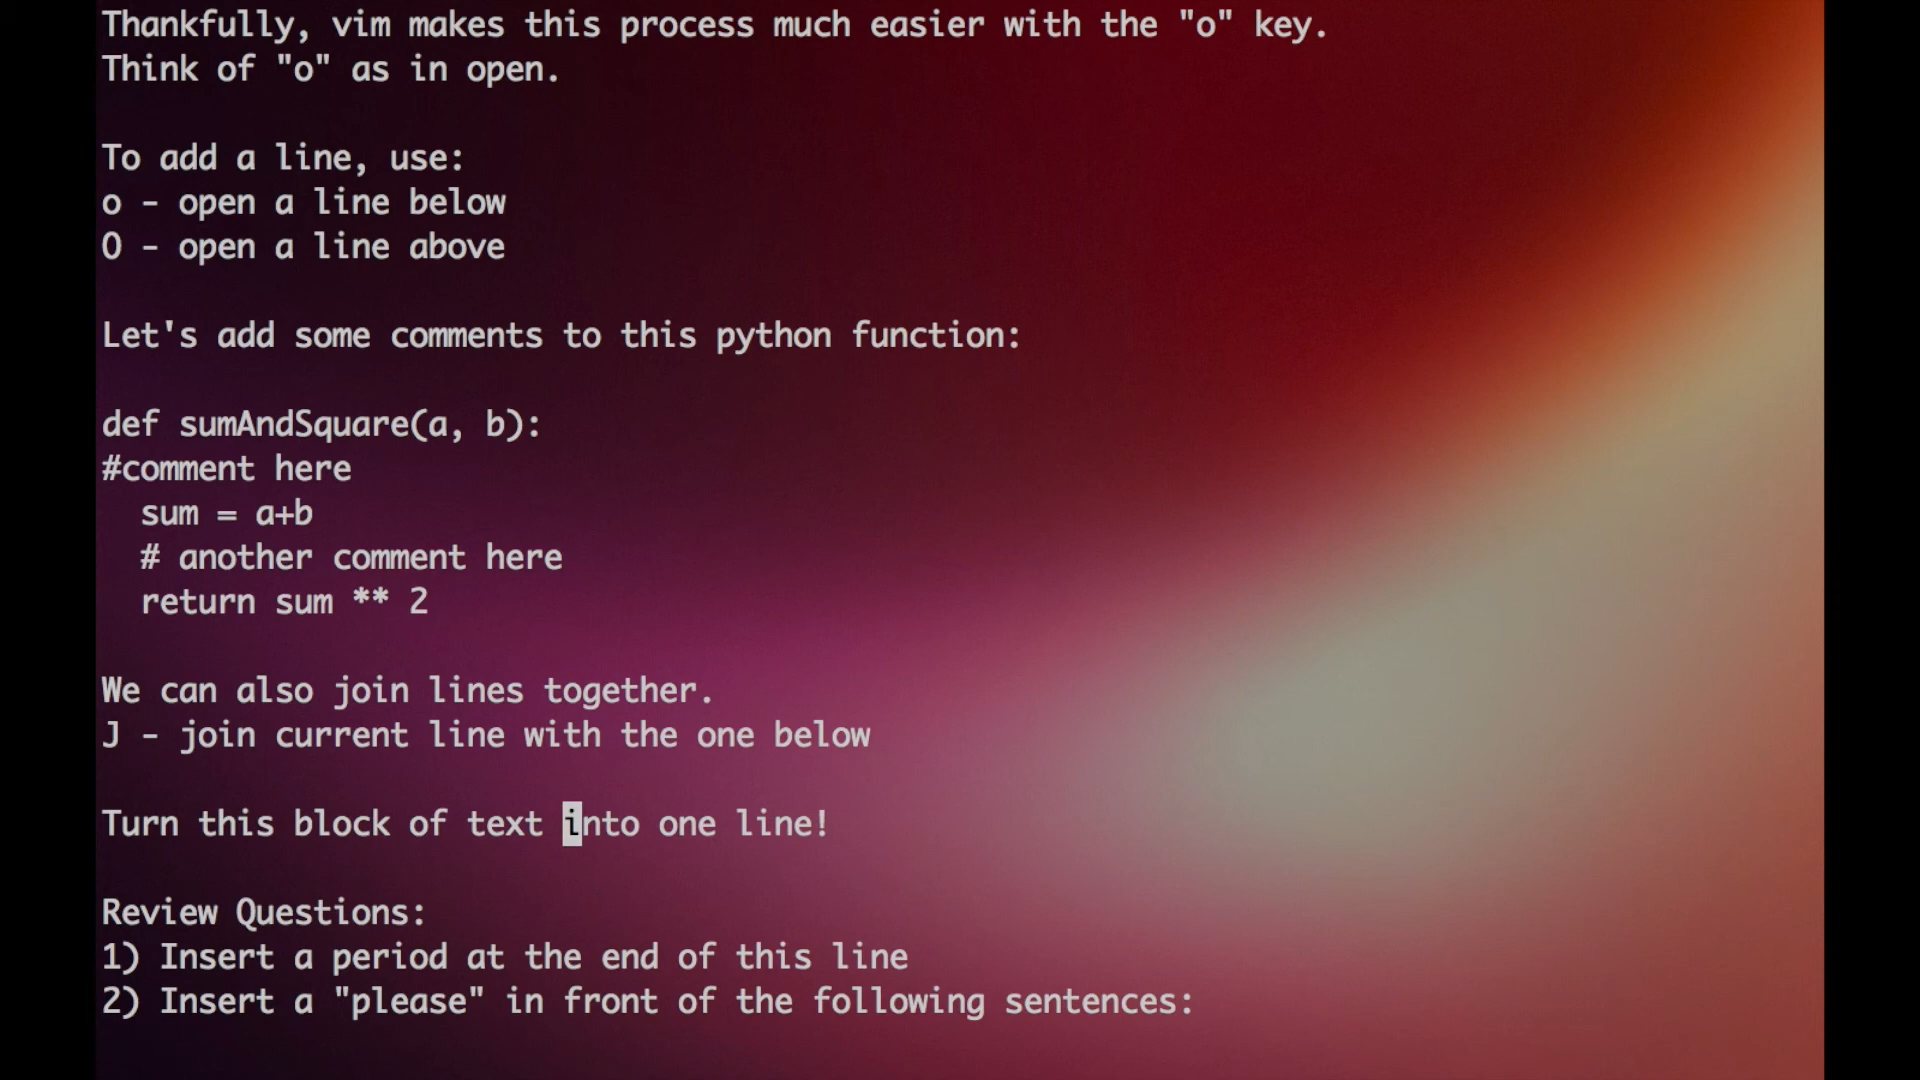 Thankfully, vim makes this process much easier with the "o" key.
Think of "o" as in open.
To add a line, use:
o - open a line below
O - open a line above
Let's add some comments to this python function:
def sumAndSquare(a, b):
#comment here
  sum = a+b
  # another comment here
  return sum ** 2
We can also join lines together.
J - join current line with the one below
Turn this block of text into one line!
Review Questions:
1) Insert a period at the end of this line
2) Insert a "please" in front of the following sentences: